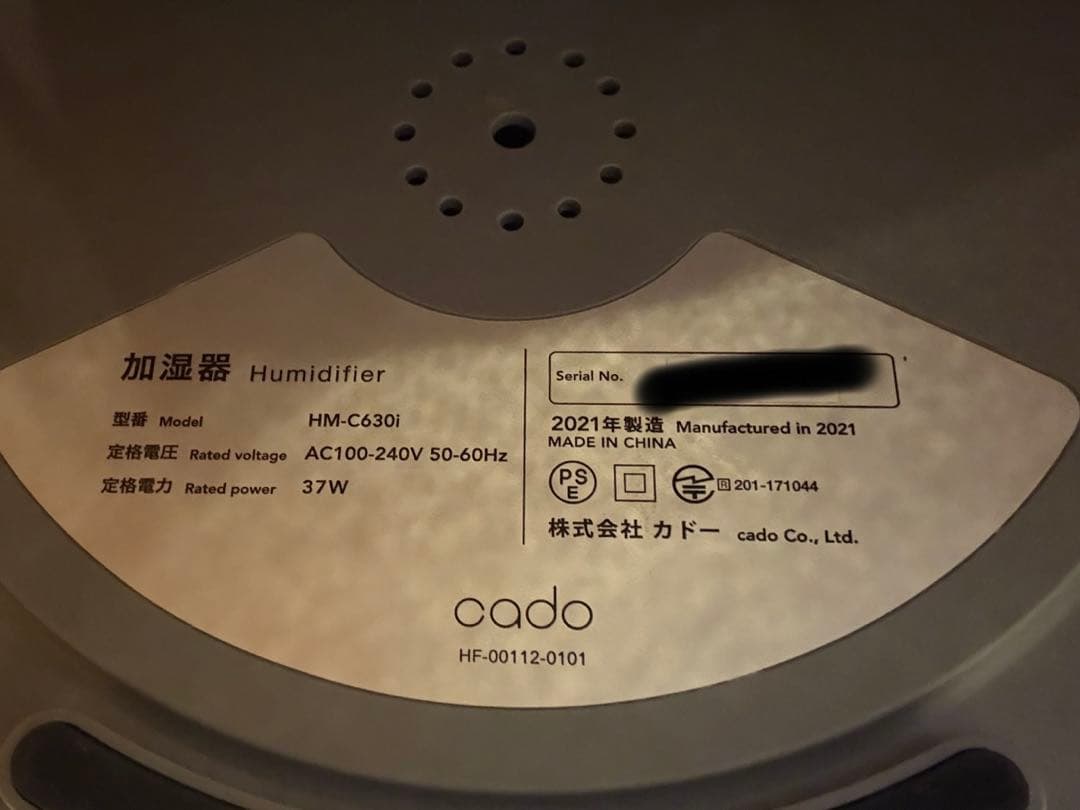 加湿器 Humidifier
型番 Model HM-C630i
定格電圧 Rated voltage AC100-240V 50-60Hz
定格電力 Rated power 37W
Serial No.
2021年製造 Manufactured in 2021
MADE IN CHINA
PS
E
R 201-171044
株式会社 カドー cado Co., Ltd.
cado
HF-00112-0101